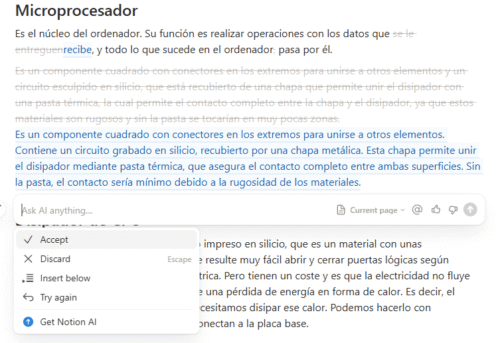 Microprocesador
Es el núcleo del ordenador. Su función es realizar operaciones con los datos que se le
entreguenrecibe, y todo lo que sucede en el ordenador: pasa por él.
Es un componente cuadrado con conectores en los extremos para unirse a otros elementos y un
circuito esculpido en silicio, que está recubierto de una chapa que permite unir el disipador con
una pasta térmica, la cual permite el contacto completo entre la chapa y el disipador. ya que estos
materiales son rugosos y sin la pasta se tocarían en muy pocas zonas.
Es un componente cuadrado con conectores en los extremos para unirse a otros elementos.
Contiene un circuito grabado en silicio, recubierto por una chapa metálica. Esta chapa permite unir
el disipador mediante pasta térmica, que asegura el contacto completo entre ambas superficies. Sin
la pasta, el contacto sería mínimo debido a la rugosidad de los materiales.
Ask AI anything...
Current page
Accept
Discard Escape
Insert below
Try again
Get Notion AI
impreso en silicio, que es un material con unas
e resulte muy fácil abrir y cerrar puertas lógicas según
trica. Pero tienen un coste y es que la electricidad no fluye
e una pérdida de energía en forma de calor. Es decir, el
ecesitamos disipar ese calor. Podemos hacerlo con
onectan a la placa base.